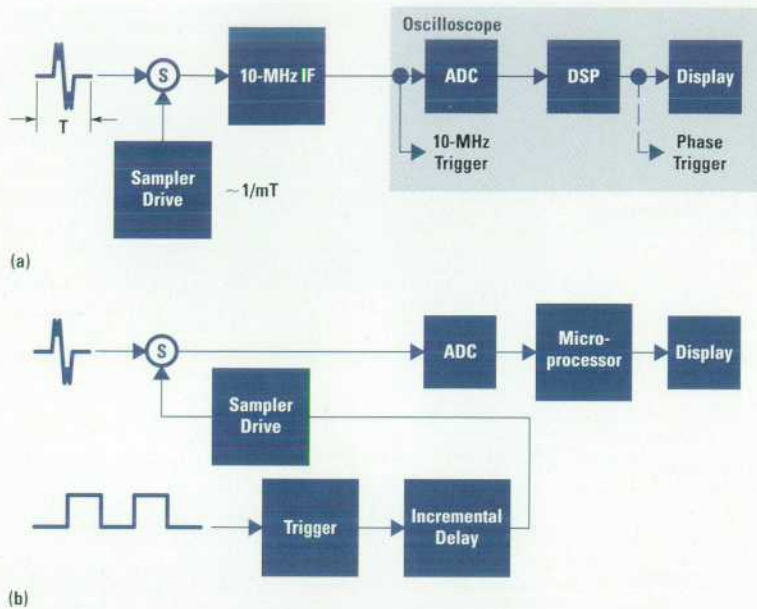 Oscilloscope
S
10-MHz IF
ADC
DSP
Display
T
10-MHz
Trigger
Phase
Trigger
Sampler
Drive
~1/mT
(a)
S
ADC
Micro-
processor
Display
Sampler
Drive
Trigger
Incremental
Delay
(b)